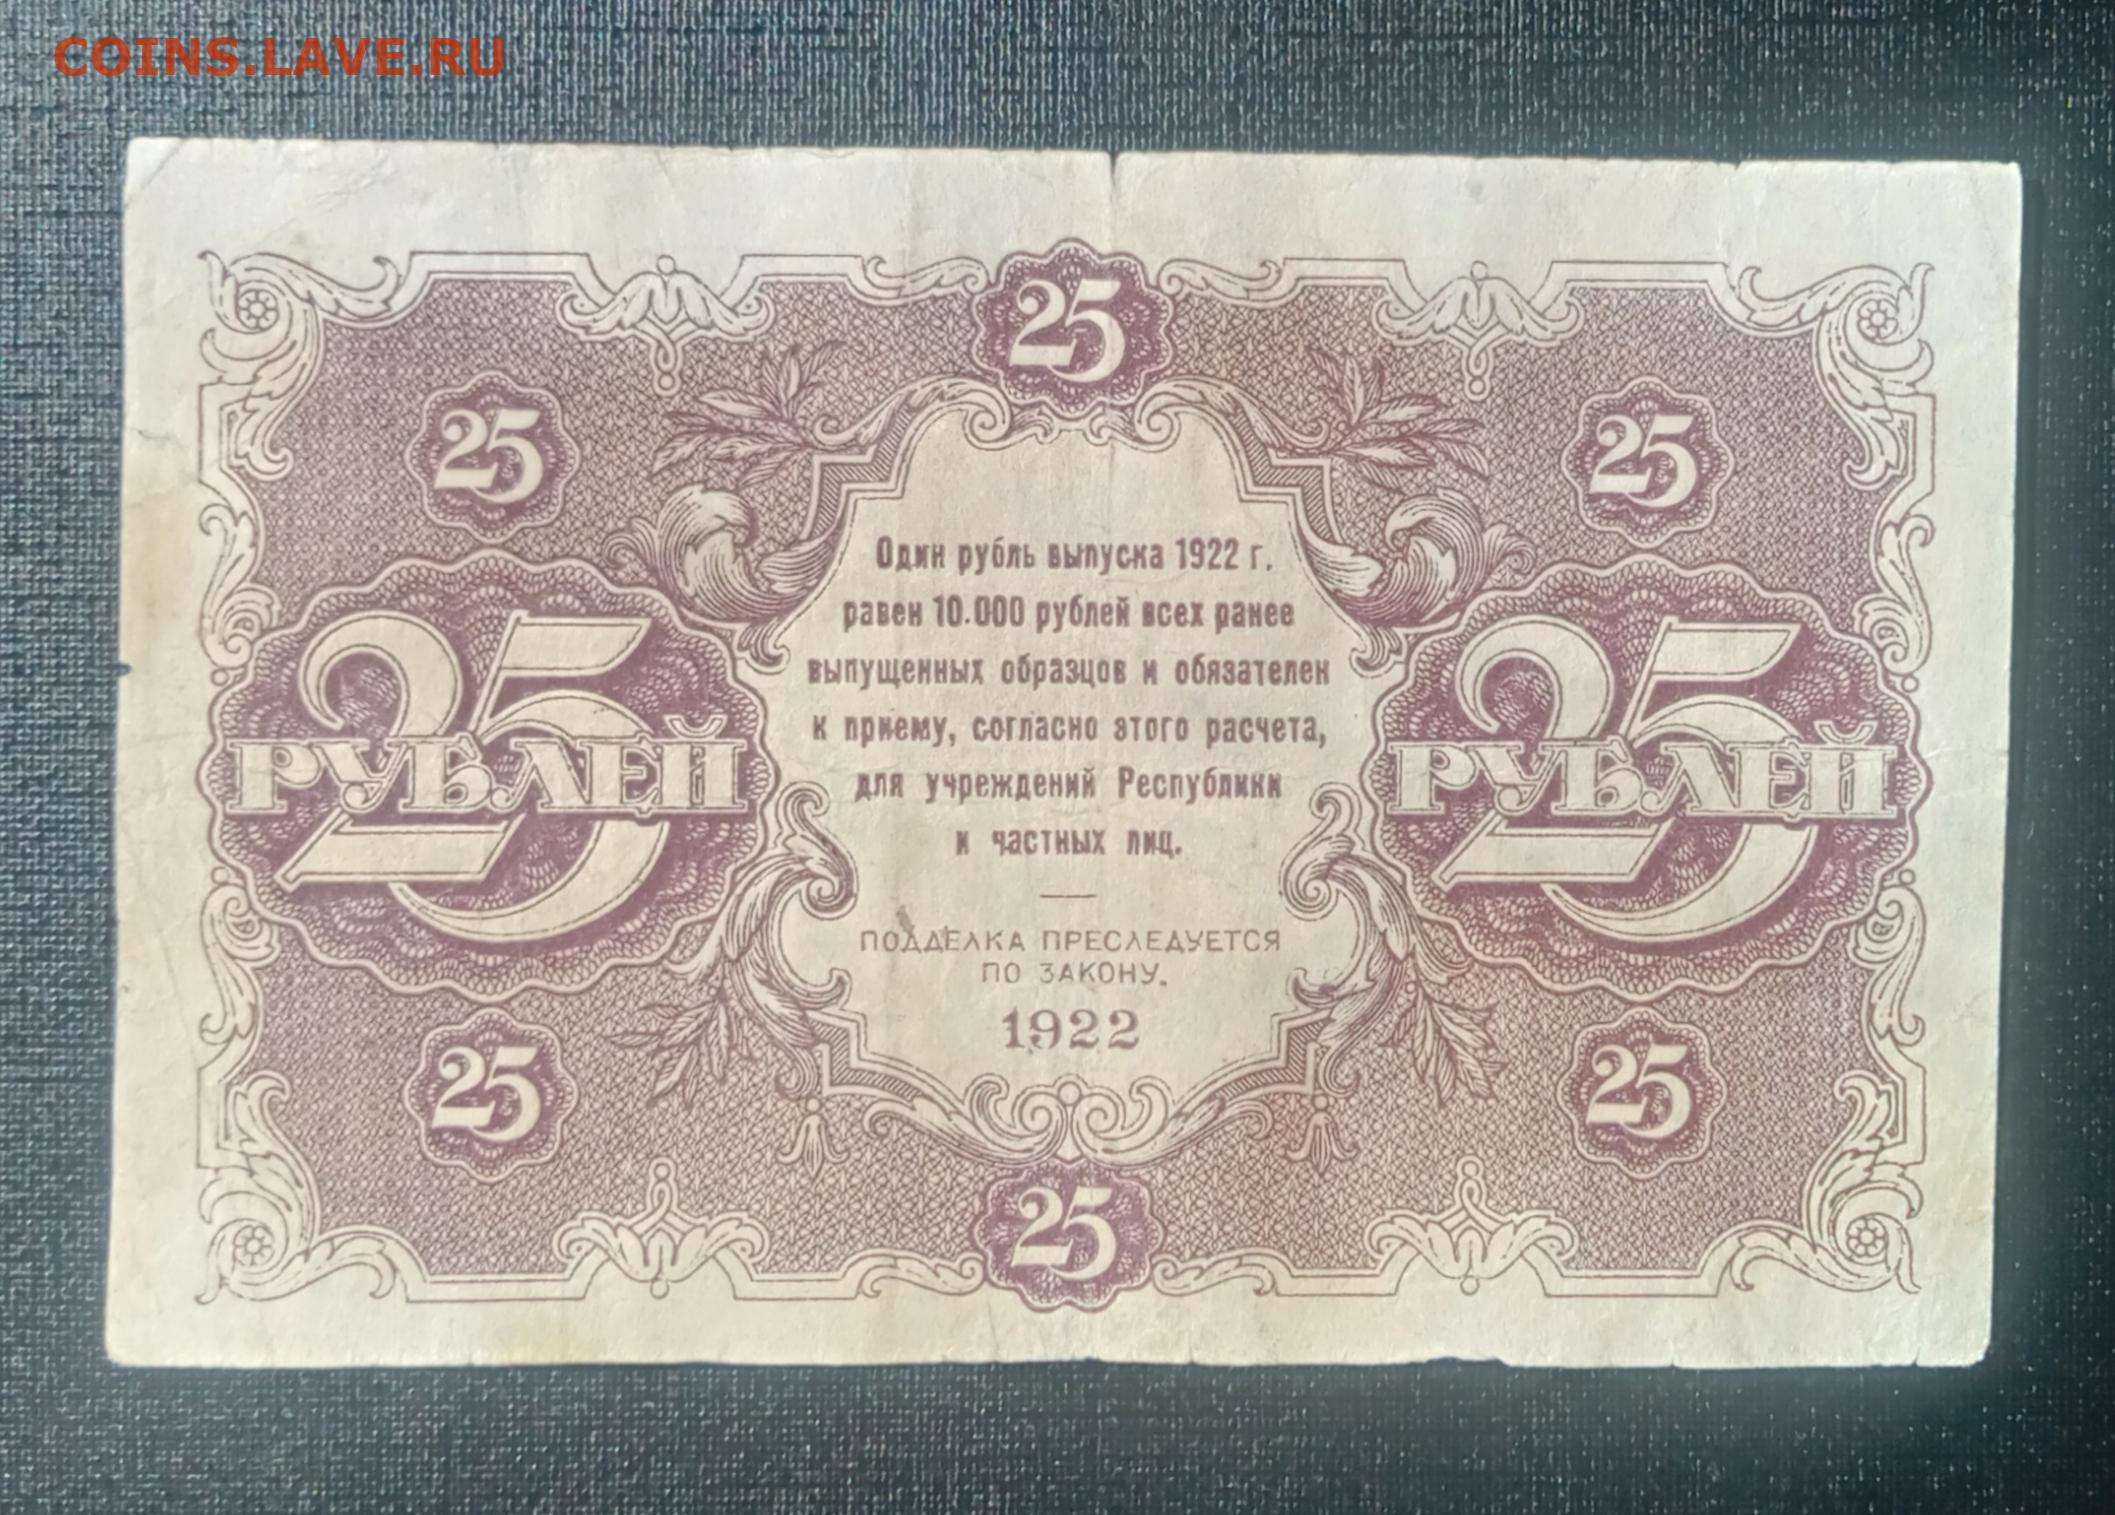 COINS.LAVE.RU
25
25
25
Один рубль выпуска 1922 г.
равен 10.000 рублей всех ранее
выпущенных образцов и обязателен
к приему, согласно этого расчета,
для учреждений Республики
и частных лиц.
25 РУБЛЕЙ
25 РУБЛЕЙ
ПОДДЕЛКА ПРЕСЛЕДУЕТСЯ
ПО ЗАКОНУ.
1922
25
25
25